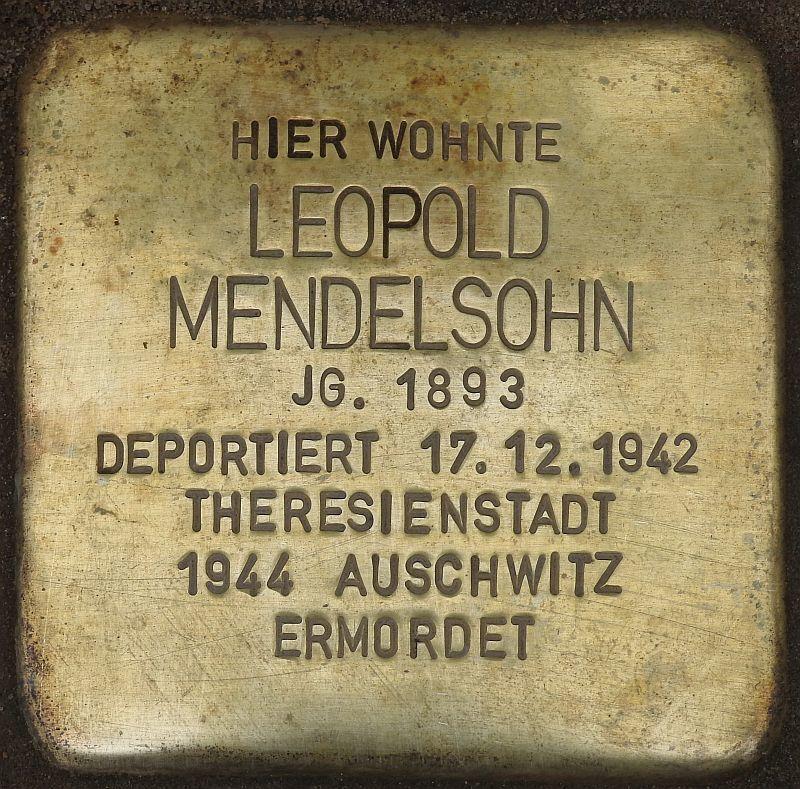 HIER WOHNTE
LEOPOLD
MENDELSOHN
JG. 1893
DEPORTIERT 17.12.1942
THERESIENSTADT
1944 AUSCHWITZ
ERMORDET